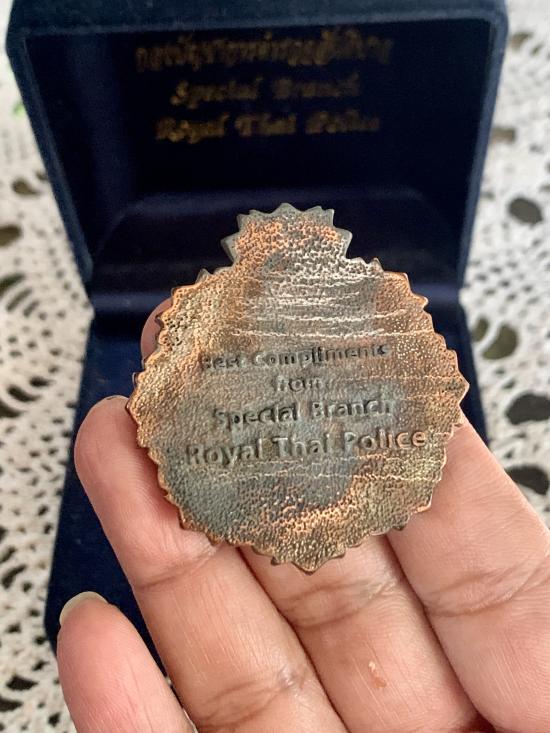 Special Branch
Royal Thai Police
Best Compliments
from
Special Branch
Royal Thai Police